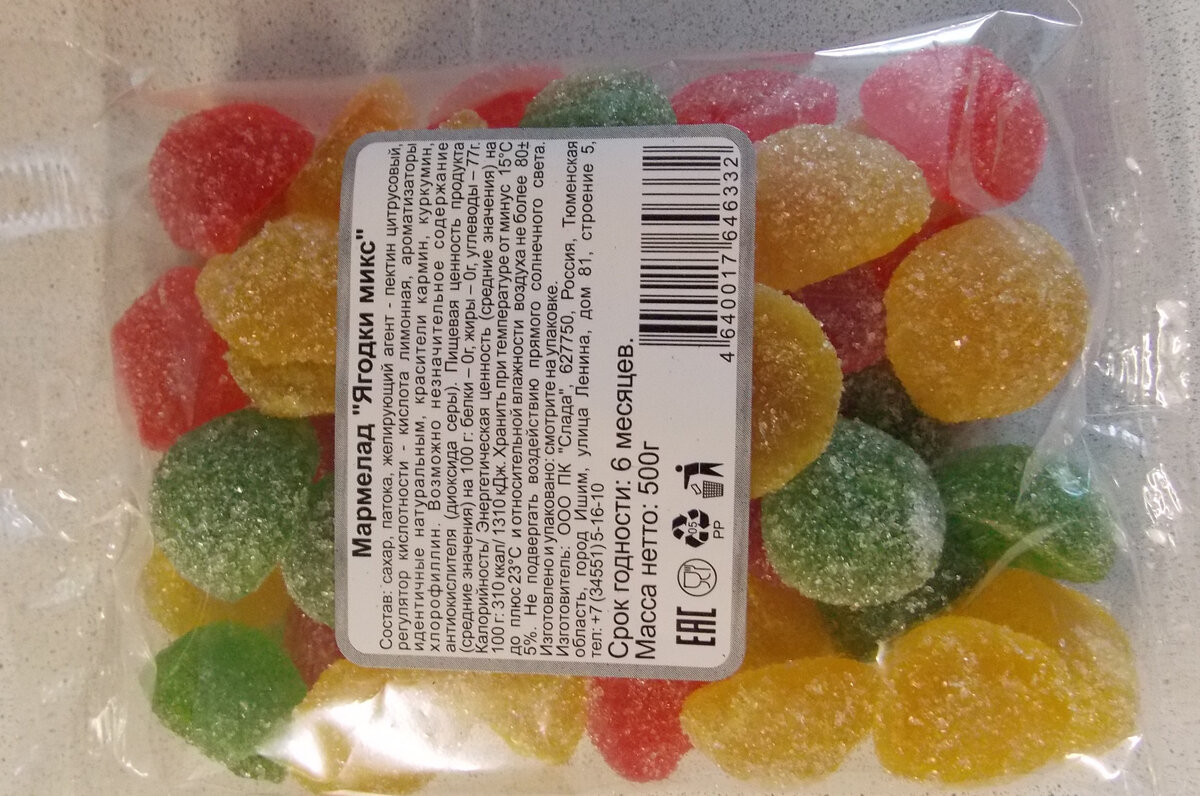 Мармелад "Ягодки микс"
Состав: сахар, патока, желирующий агент - пектин цитрусовый,
регулятор кислотности - кислота лимонная, ароматизаторы
идентичные натуральным, красители кармин, куркумин,
хлорофиллин. Возможно незначительное содержание
антиокислителя (диоксида серы). Пищевая ценность продукта
(средние значения) на 100 г: белки – 0г, жиры – 0г, углеводы – 77г.
Калорийность/ Энергетическая ценность (средние значения) на
100 г: 310 ккал/ 1310 кДж. Хранить при температуре от минус 15°С
до плюс 23°С и относительной влажности воздуха не более 80±
5%. Не подвергать воздействию прямого солнечного света.
Изготовлено и упаковано: смотрите на упаковке.
Изготовитель: ООО ПК "Слада", 627750, Россия, Тюменская
область, город Ишим, улица Ленина, дом 81, строение 5,
тел: +7 (34551) 5-16-10
Срок годности: 6 месяцев.
Масса нетто: 500г
EAC
05
PP
4 640017 646332